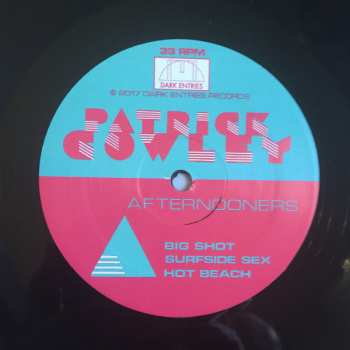 33 RPM
DARK ENTRIES
© 2017 DARK ENTRIES RECORDS
PATRICK
COWLEY
AFTERNOONERS
BIG SHOT
SURFSIDE SEX
HOT BEACH